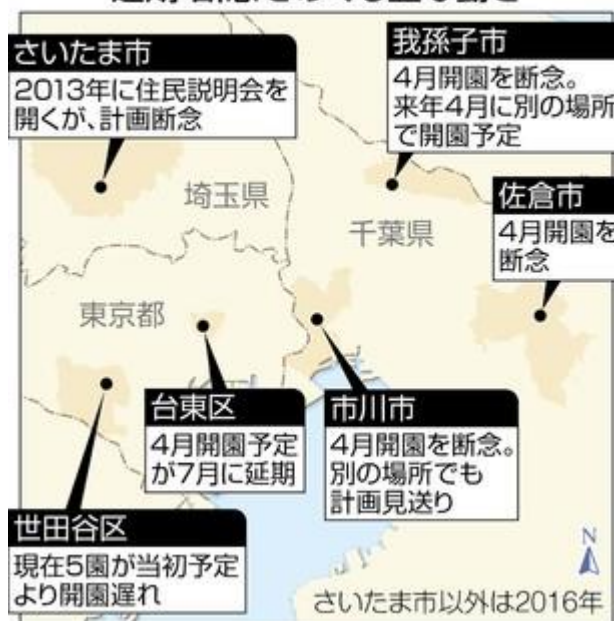 さいたま市
2013年に住民説明会を
開くが、計画断念
我孫子市
4月開園を断念。
来年4月に別の場所
で開園予定
埼玉県
千葉県
佐倉市
4月開園を
断念
東京都
台東区
4月開園予定
が7月に延期
市川市
4月開園を断念。
別の場所でも
計画見送り
世田谷区
現在5園が当初予定
より開園遅れ
N
さいたま市以外は2016年